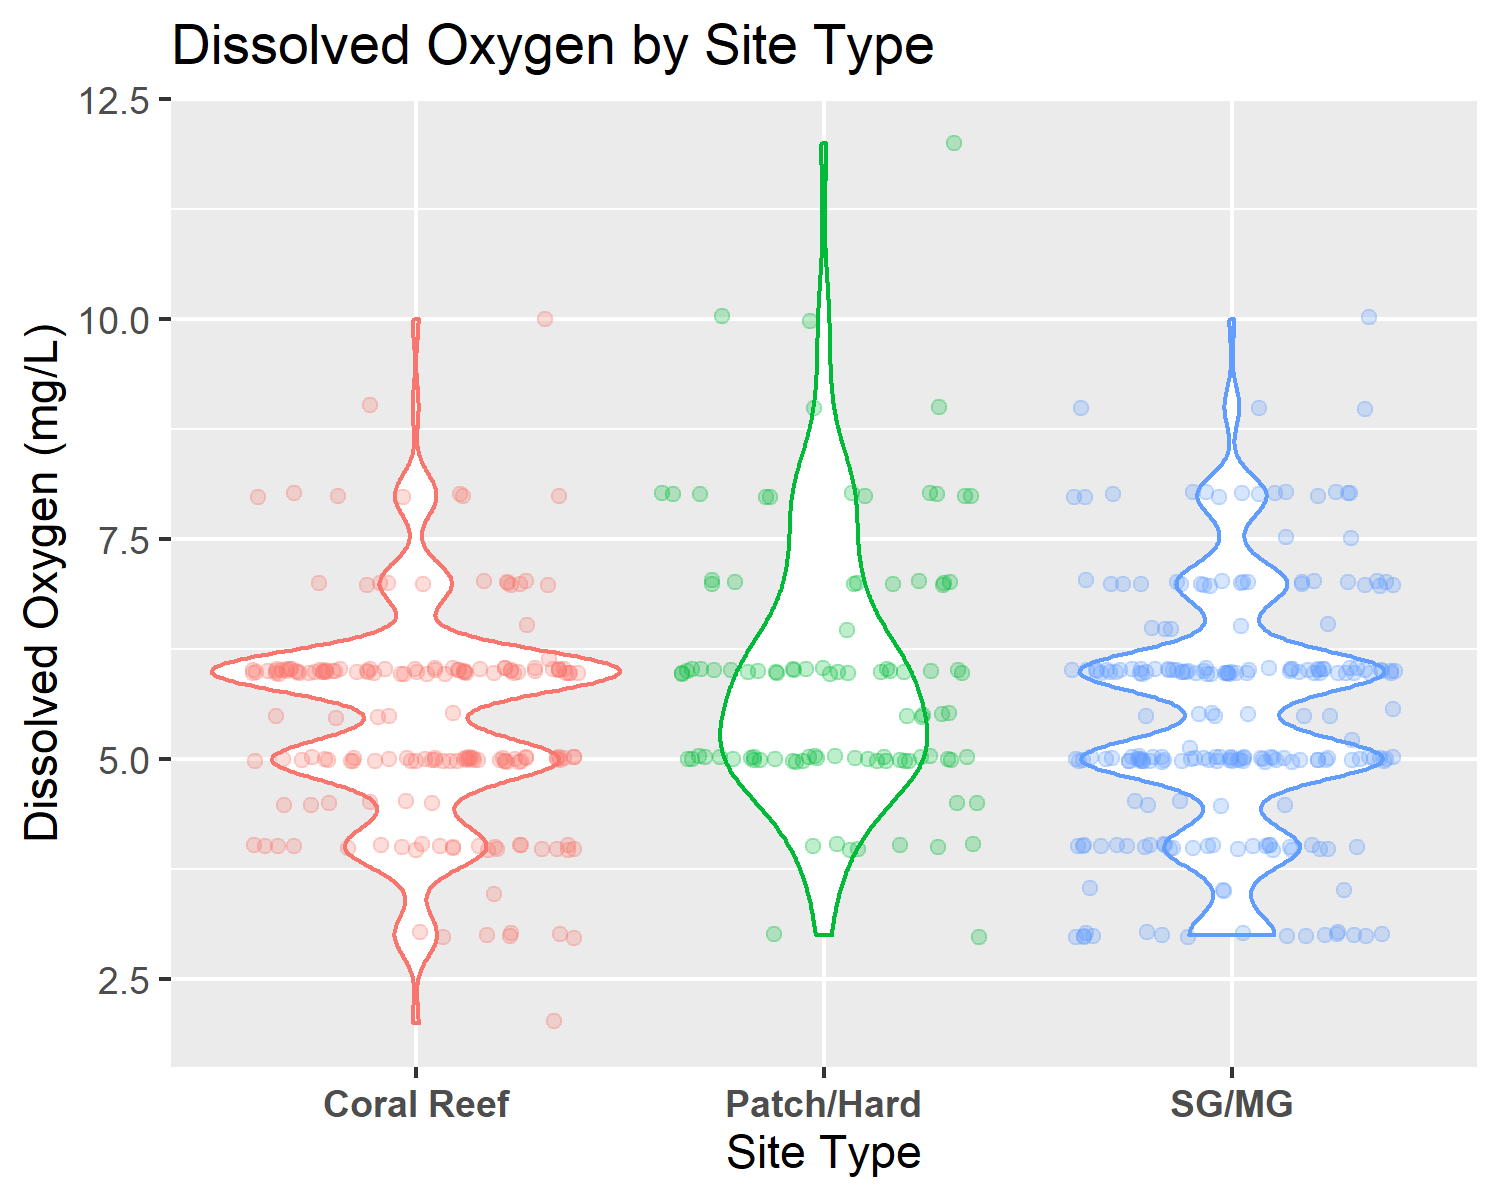 Dissolved Oxygen by Site Type
12.5
10.0
7.5
5.0
2.5
Dissolved Oxygen (mg/L)
Coral Reef
Patch/Hard
SG/MG
Site Type